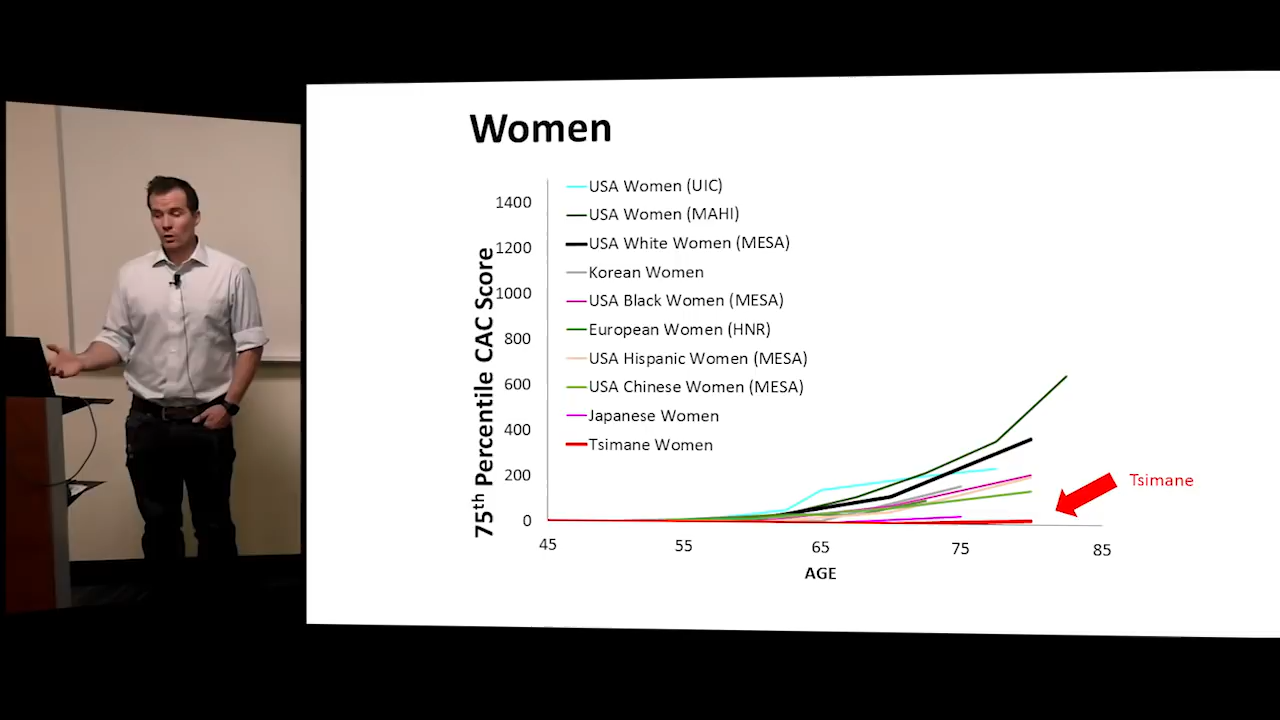 Women
USA Women (UIC)
USA Women (MAHI)
USA White Women (MESA)
Korean Women
USA Black Women (MESA)
European Women (HNR)
USA Hispanic Women (MESA)
USA Chinese Women (MESA)
Japanese Women
Tsimane Women
75th Percentile CAC Score
1400
1200
1000
800
600
400
200
0
Tsimane
45 55 65 75 85
AGE